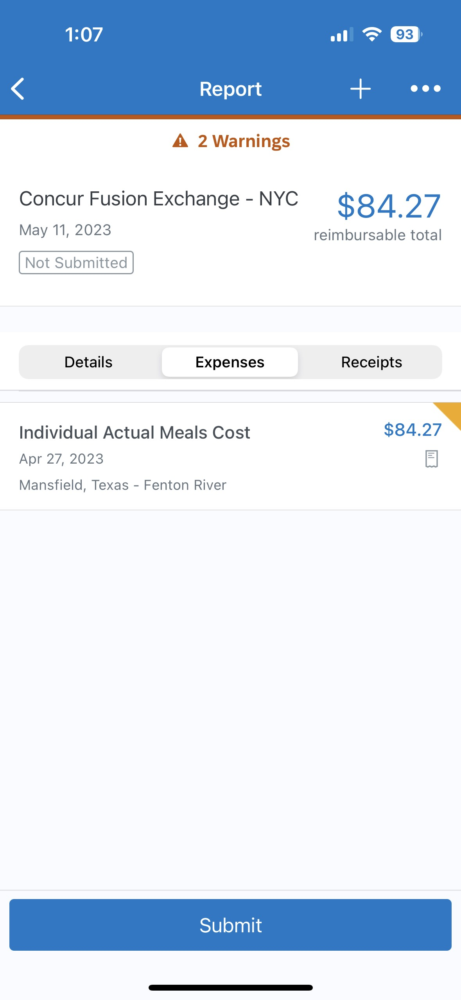 1:07
93
Report
2 Warnings
Concur Fusion Exchange - NYC
$84.27
May 11, 2023
reimbursable total
Not Submitted
Details
Expenses
Receipts
Individual Actual Meals Cost
$84.27
Apr 27, 2023
Mansfield, Texas - Fenton River
Submit